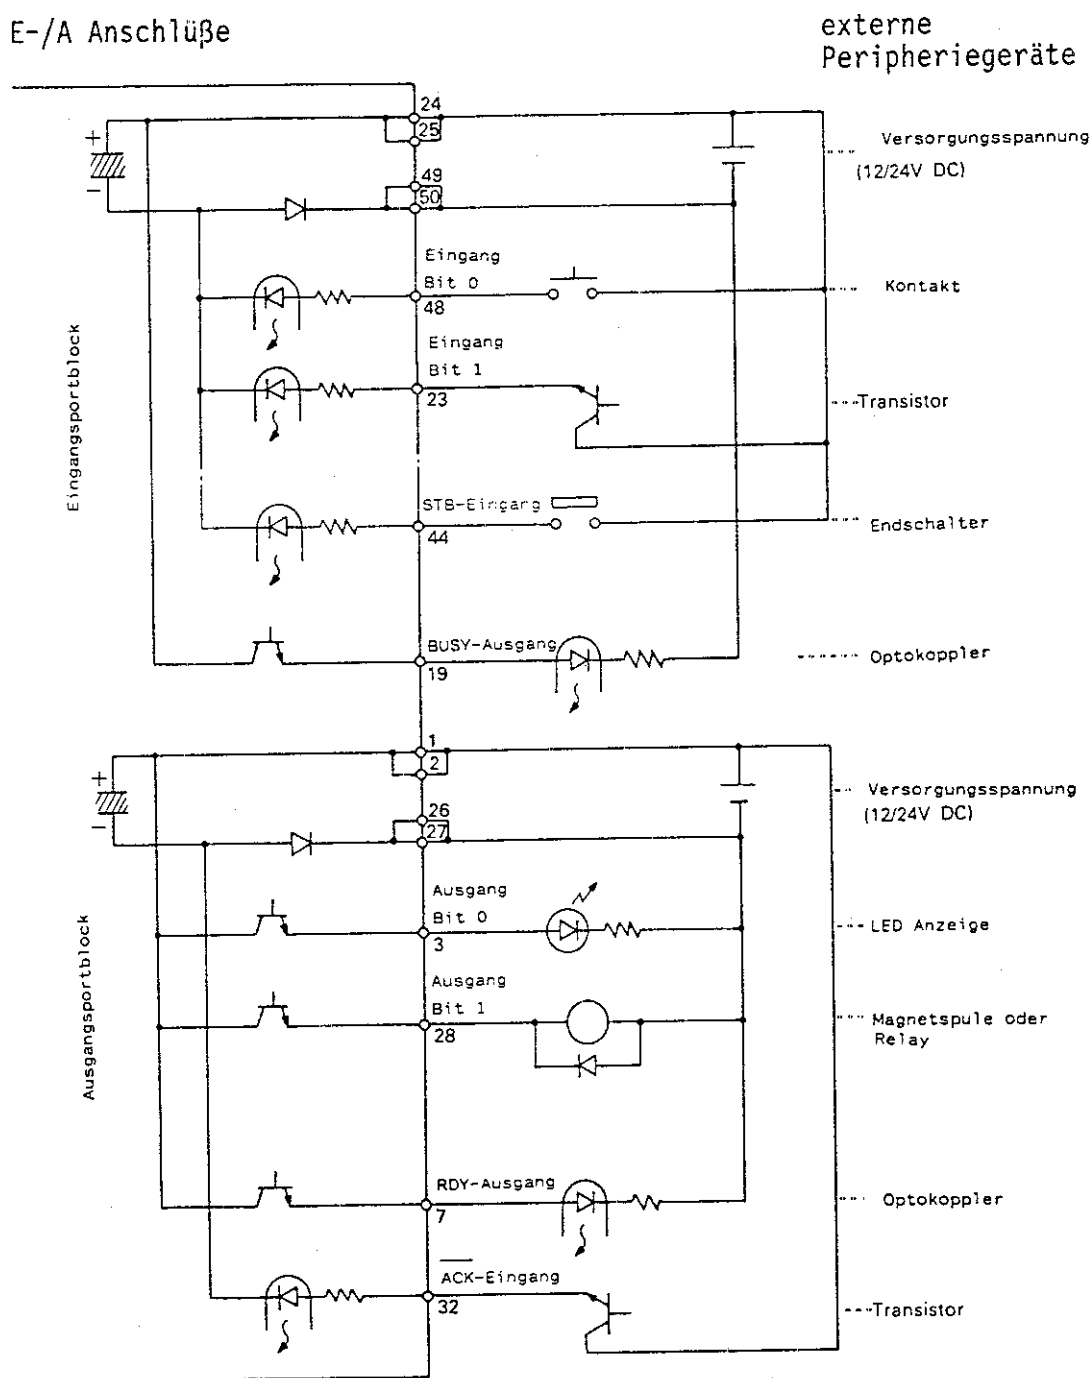 E-/A Anschlüße
externe
Peripheriegeräte
24
25
+
Versorgungsspannung
(12/24V DC)
-
49
50
Eingang
Bit 0
48
Kontakt
Eingang
Bit 1
23
Transistor
Eingangsportblock
STB-Eingang
44
Endschalter
BUSY-Ausgang
19
Optokoppler
1
2
+
Versorgungsspannung
(12/24V DC)
-
26
27
Ausgang
Bit 0
3
LED Anzeige
Ausgang
Bit 1
28
Magnetspule oder
Relay
Ausgangsportblock
RDY-Ausgang
7
Optokoppler
ACK-Eingang
32
Transistor